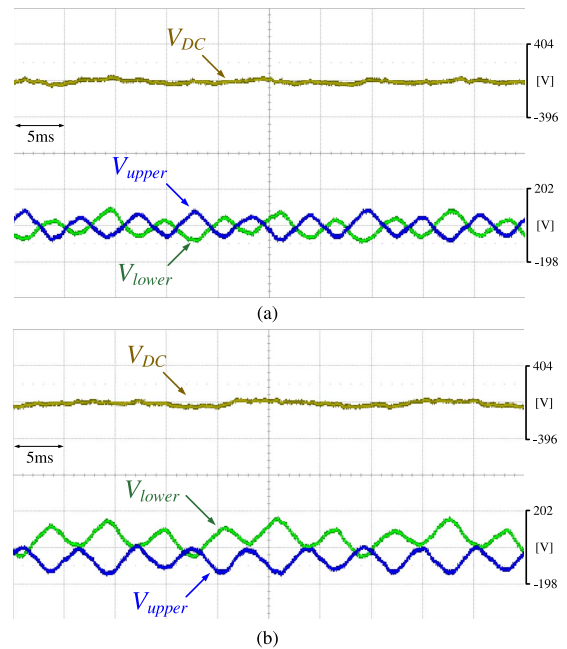 V_DC
404
[V]
-396
5ms
V_upper
202
[V]
V_lower
-198
(a)
V_DC
404
[V]
-396
5ms
V_lower
202
[V]
V_upper
-198
(b)